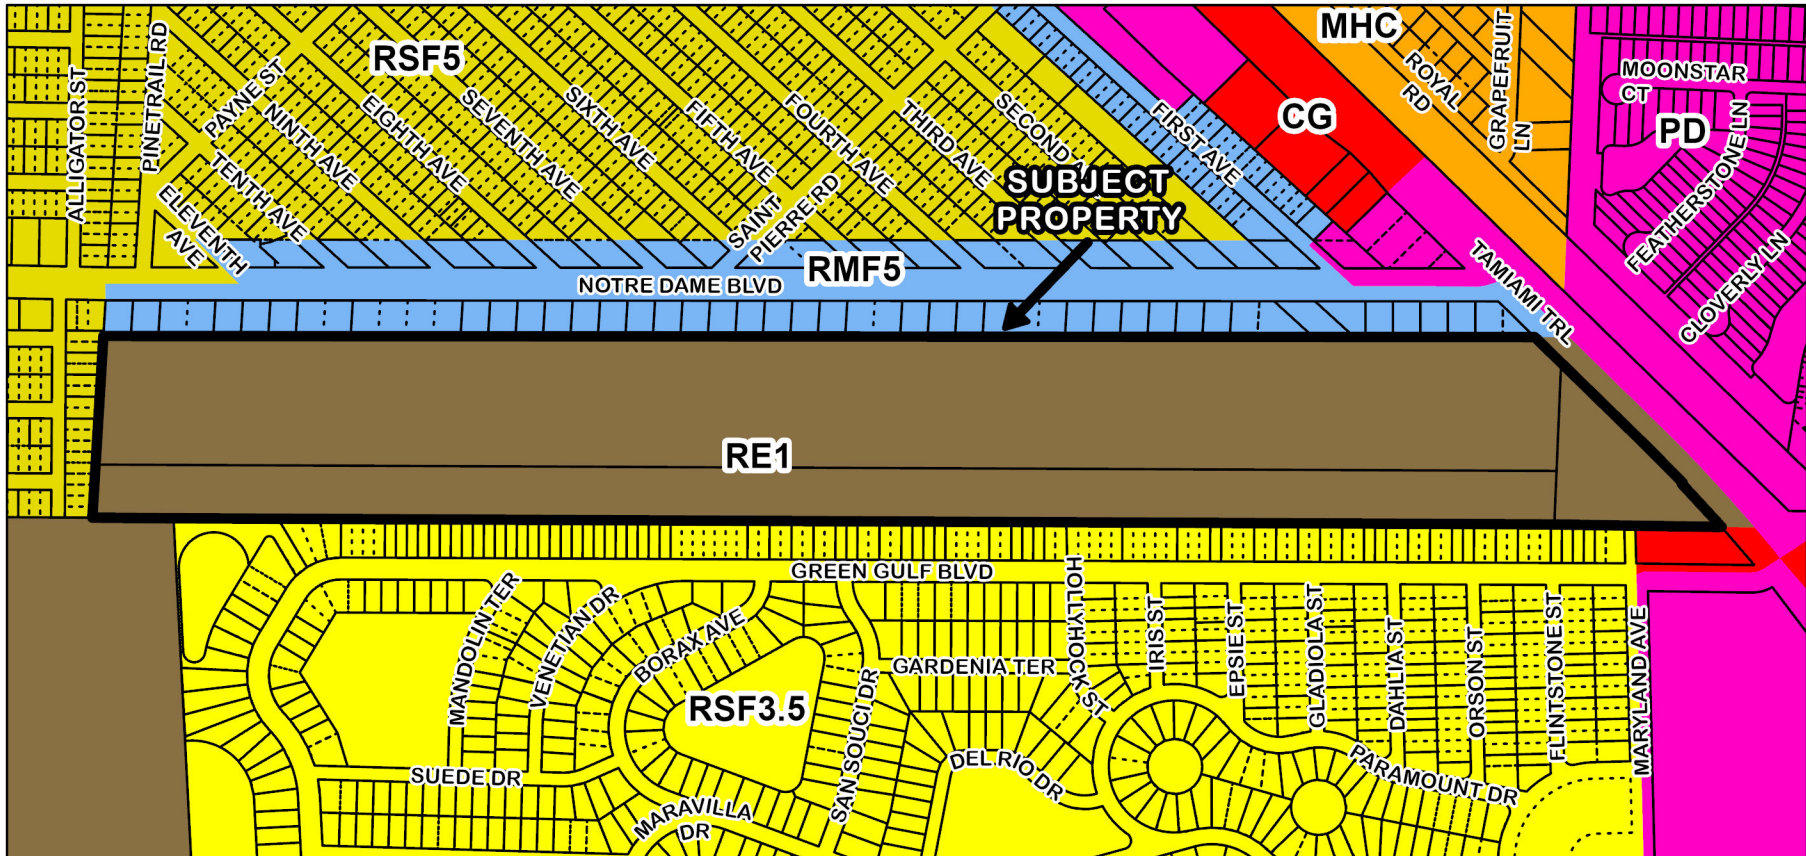 RSF5
MHC
CG
PD
MOONSTAR
CT
ROYAL
RD
GRAPEFRUIT
LN
FEATHERSTONE LN
CLOVERLY LN
ALLIGATOR ST
PINETRAIL RD
PAYNE ST
NINTH AVE
EIGHTH AVE
SEVENTH AVE
SIXTH AVE
FIFTH AVE
FOURTH AVE
THIRD AVE
SECOND A
FIRST AVE
TENTH AVE
ELEVENTH
AVE
SAINT
PIERRE RD
SUBJECT
PROPERTY
RMF5
NOTRE DAME BLVD
TAMIAMI TRL
RE1
GREEN GULF BLVD
MANDOLIN TER
VENETIAN DR
BORAX AVE
RSF3.5
SAN SOUCI DR
GARDENIA TER
HOLLYHOCK ST
IRIS ST
EPSIE ST
GLADIOLA ST
DAHLIA ST
ORSON ST
FLINTSTONE ST
MARYLAND AVE
SUEDE DR
MARAVILLA
DR
DEL RIO DR
PARAMOUNT DR